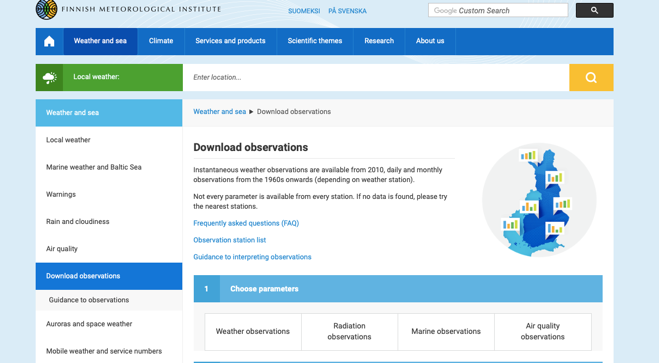 FINNISH METEOROLOGICAL INSTITUTE
SUOMEKSI PÅ SVENSKA
Google Custom Search
Weather and sea
Climate
Services and products
Scientific themes
Research
About us
Local weather:
Enter location...
Weather and sea
Local weather
Marine weather and Baltic Sea
Warnings
Rain and cloudiness
Air quality
Download observations
Guidance to observations
Auroras and space weather
Mobile weather and service numbers
Weather and sea ▶ Download observations
Download observations
Instantaneous weather observations are available from 2010, daily and monthly
observations from the 1960s onwards (depending on weather station).
Not every parameter is available from every station. If no data is found, please try
the nearest stations.
Frequently asked questions (FAQ)
Observation station list
Guidance to interpreting observations
1 Choose parameters
Weather observations
Radiation
observations
Marine observations
Air quality
observations